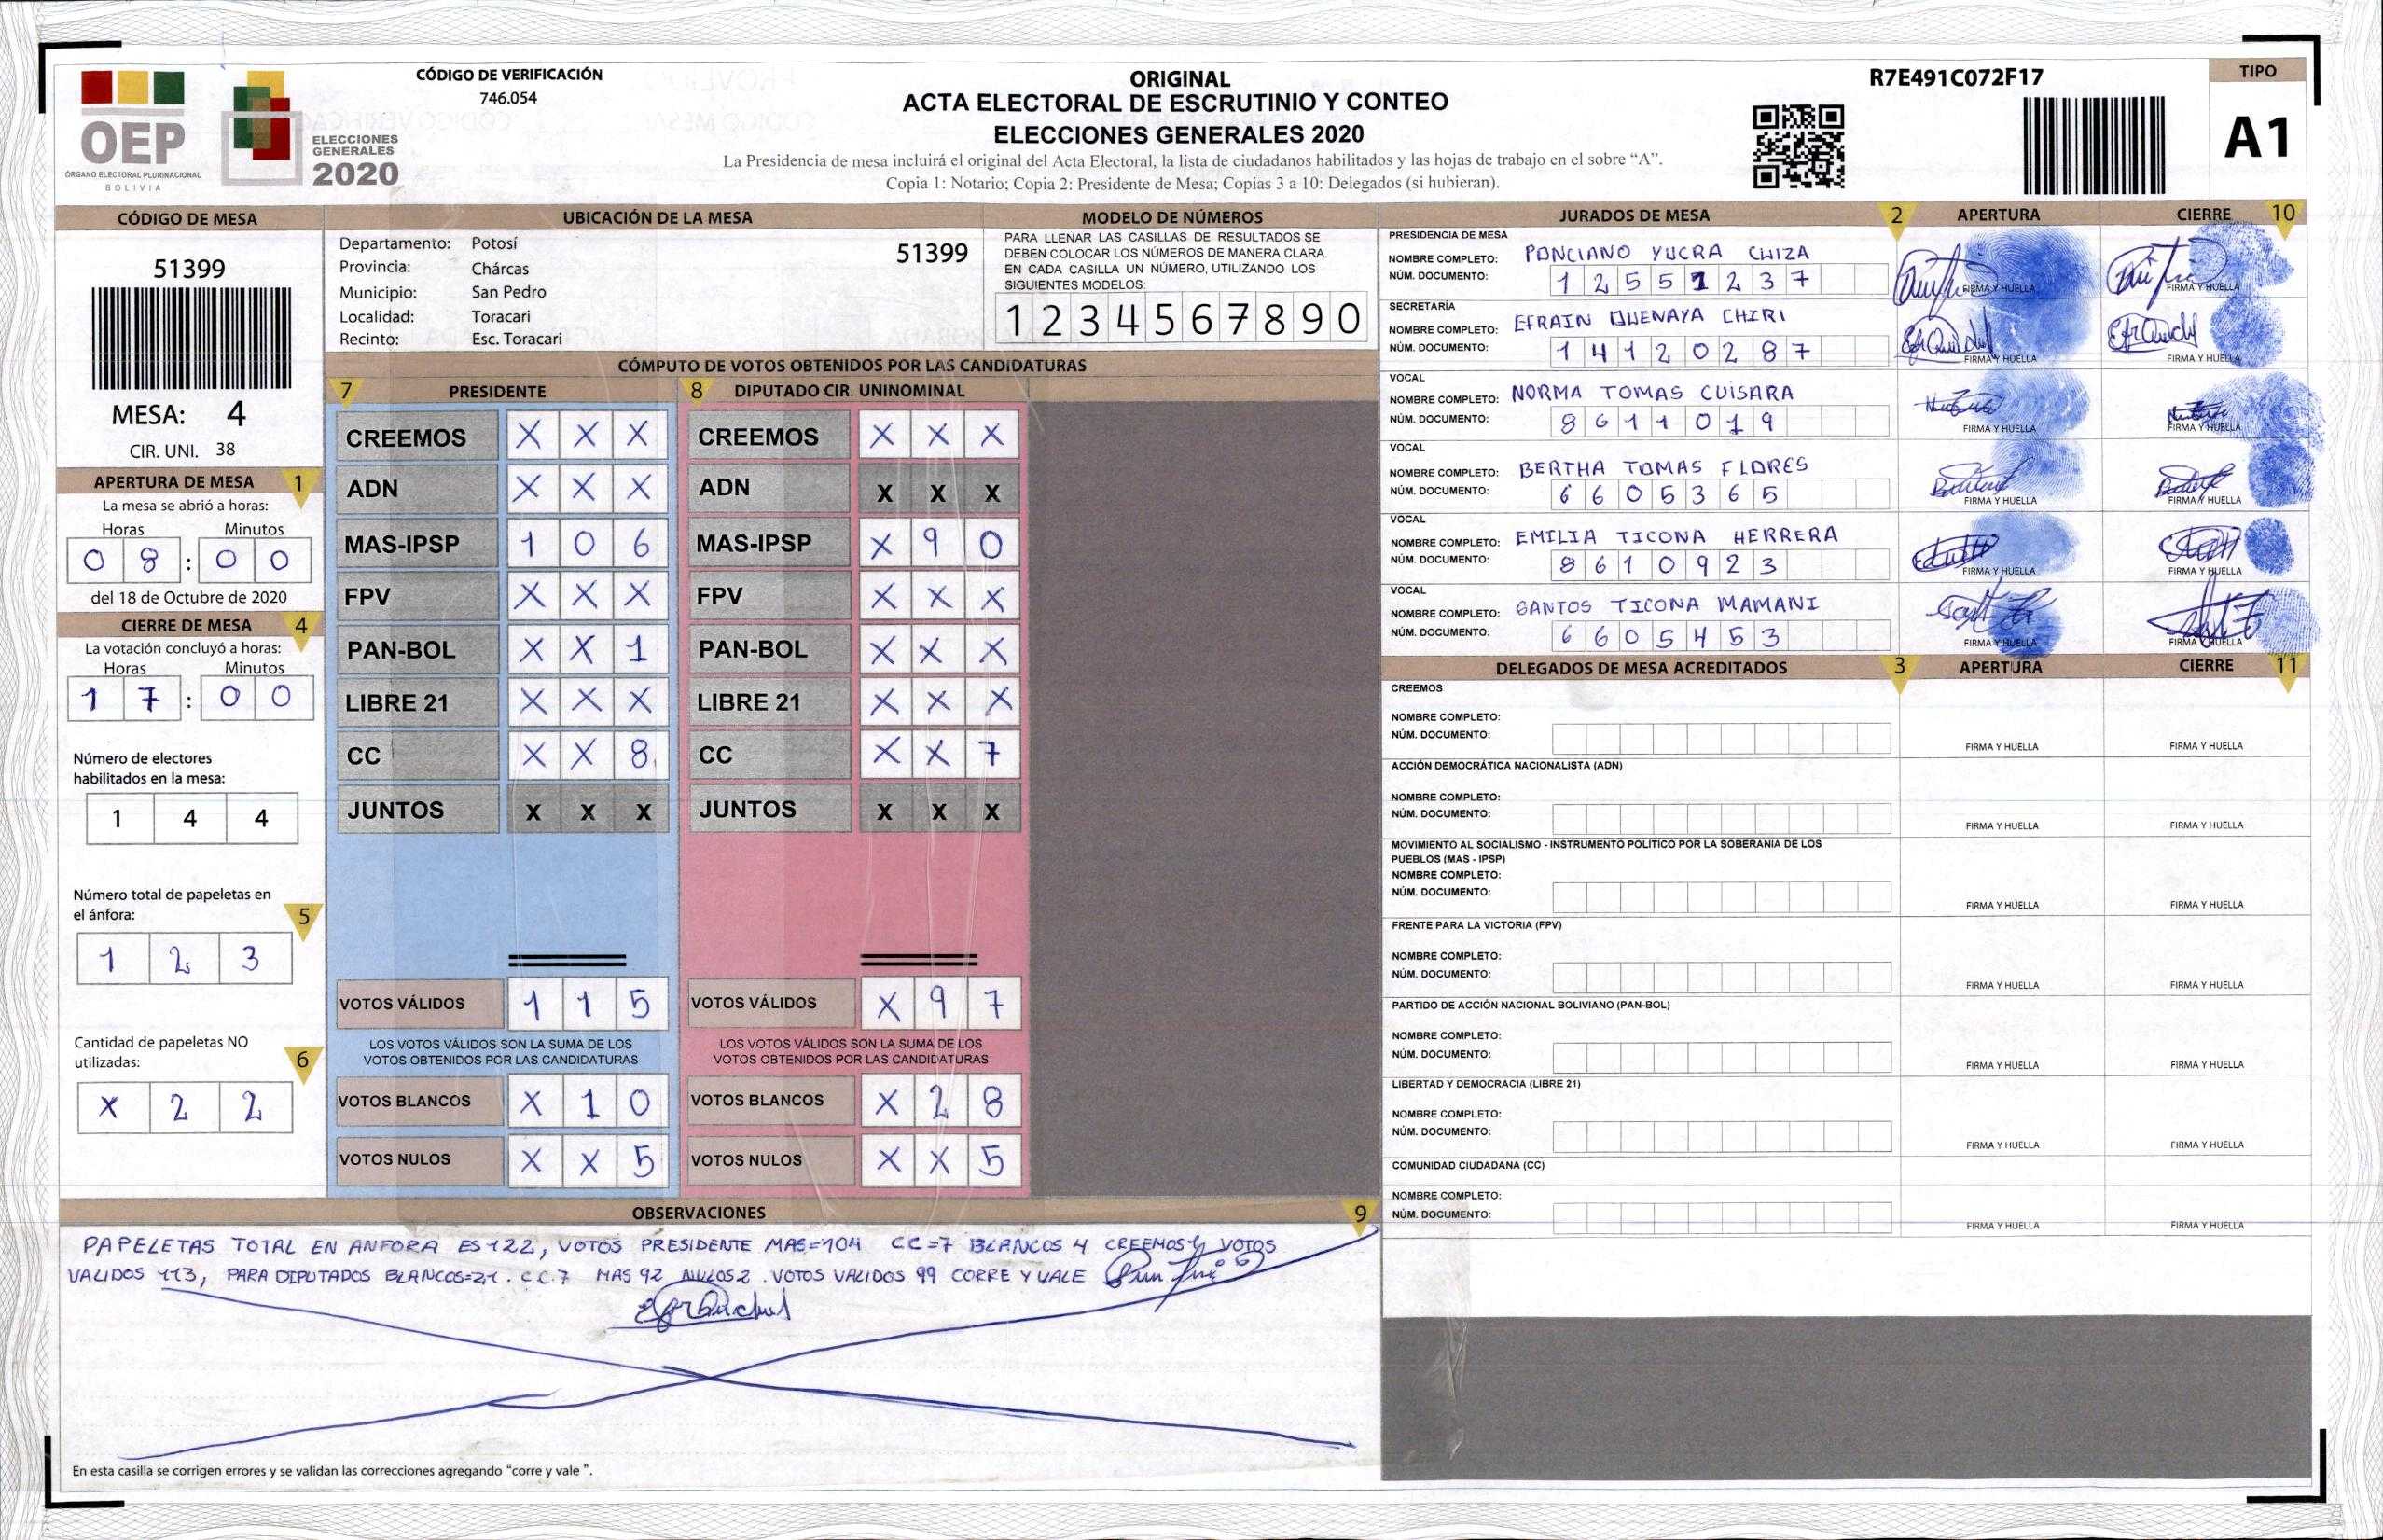 OEP
ÓRGANO ELECTORAL PLURINACIONAL
BOLIVIA
ELECCIONES
GENERALES
2020
CÓDIGO DE VERIFICACIÓN
746.054
ORIGINAL
ACTA ELECTORAL DE ESCRUTINIO Y CONTEO
ELECCIONES GENERALES 2020
La Presidencia de mesa incluirá el original del Acta Electoral, la lista de ciudadanos habilitados y las hojas de trabajo en el sobre “A”.
Copia 1: Notario; Copia 2: Presidente de Mesa; Copias 3 a 10: Delegados (si hubieran).
R7E491C072F17
TIPO
A1
CÓDIGO DE MESA
51399
MESA: 4
CIR. UNI. 38
APERTURA DE MESA 1
La mesa se abrió a horas:
Horas Minutos
0 8 : 0 0
del 18 de Octubre de 2020
CIERRE DE MESA 4
La votación concluyó a horas:
Horas Minutos
1 7 : 0 0
Número de electores
habilitados en la mesa:
1 4 4
Número total de papeletas en
el ánfora: 5
1 2 3
Cantidad de papeletas NO
utilizadas: 6
X 2 2
UBICACIÓN DE LA MESA
Departamento: Potosí
51399
Provincia: Chárcas
Municipio: San Pedro
Localidad: Toracari
Recinto: Esc. Toracari
MODELO DE NÚMEROS
PARA LLENAR LAS CASILLAS DE RESULTADOS SE
DEBEN COLOCAR LOS NÚMEROS DE MANERA CLARA.
EN CADA CASILLA UN NÚMERO, UTILIZANDO LOS
SIGUIENTES MODELOS:
1 2 3 4 5 6 7 8 9 0
CÓMPUTO DE VOTOS OBTENIDOS POR LAS CANDIDATURAS
7 PRESIDENTE
CREEMOS X X X
ADN X X X
MAS-IPSP 1 0 6
FPV X X X
PAN-BOL X X 1
LIBRE 21 X X X
CC X X 8
JUNTOS X X X
VOTOS VÁLIDOS 1 1 5
LOS VOTOS VÁLIDOS SON LA SUMA DE LOS
VOTOS OBTENIDOS POR LAS CANDIDATURAS
VOTOS BLANCOS X 1 0
VOTOS NULOS X X 5
8 DIPUTADO CIR. UNINOMINAL
CREEMOS X X X
ADN X X X
MAS-IPSP X 9 0
FPV X X X
PAN-BOL X X X
LIBRE 21 X X X
CC X X 7
JUNTOS X X X
VOTOS VÁLIDOS X 9 7
LOS VOTOS VÁLIDOS SON LA SUMA DE LOS
VOTOS OBTENIDOS POR LAS CANDIDATURAS
VOTOS BLANCOS X 2 8
VOTOS NULOS X X 5
OBSERVACIONES 9
PAPELETAS TOTAL EN ANFORA ES 122, VOTOS PRESIDENTE MAS=104 CC=7 BLANCOS 4 CREEMOS VOTOS
VALIDOS 113, PARA DIPUTADOS BLANCOS=21. C.C.7 MAS 92 NULOS 2. VOTOS VALIDOS 99 CORRE Y VALE
En esta casilla se corrigen errores y se validan las correcciones agregando “corre y vale ”.
JURADOS DE MESA 2 APERTURA CIERRE 10
PRESIDENCIA DE MESA
NOMBRE COMPLETO: PONCIANO YUCRA CHIZA
NÚM. DOCUMENTO: 1 2 5 5 1 2 3 7
FIRMA Y HUELLA FIRMA Y HUELLA
SECRETARÍA
NOMBRE COMPLETO: EFRAIN QUENAYA CHIRI
NÚM. DOCUMENTO: 1 4 1 2 0 2 8 7
FIRMA Y HUELLA FIRMA Y HUELLA
VOCAL
NOMBRE COMPLETO: NORMA TOMAS CUISARA
NÚM. DOCUMENTO: 8 6 1 1 0 1 9
FIRMA Y HUELLA FIRMA Y HUELLA
VOCAL
NOMBRE COMPLETO: BERTHA TOMAS FLORES
NÚM. DOCUMENTO: 6 6 0 5 3 6 5
FIRMA Y HUELLA FIRMA Y HUELLA
VOCAL
NOMBRE COMPLETO: EMILIA TICONA HERRERA
NÚM. DOCUMENTO: 8 6 1 0 9 2 3
FIRMA Y HUELLA FIRMA Y HUELLA
VOCAL
NOMBRE COMPLETO: SANTOS TICONA MAMANI
NÚM. DOCUMENTO: 6 6 0 5 4 5 3
FIRMA Y HUELLA FIRMA Y HUELLA
DELEGADOS DE MESA ACREDITADOS 3 APERTURA CIERRE 11
CREEMOS
NOMBRE COMPLETO:
NÚM. DOCUMENTO:
FIRMA Y HUELLA FIRMA Y HUELLA
ACCIÓN DEMOCRÁTICA NACIONALISTA (ADN)
NOMBRE COMPLETO:
NÚM. DOCUMENTO:
FIRMA Y HUELLA FIRMA Y HUELLA
MOVIMIENTO AL SOCIALISMO - INSTRUMENTO POLÍTICO POR LA SOBERANIA DE LOS
PUEBLOS (MAS - IPSP)
NOMBRE COMPLETO:
NÚM. DOCUMENTO:
FIRMA Y HUELLA FIRMA Y HUELLA
FRENTE PARA LA VICTORIA (FPV)
NOMBRE COMPLETO:
NÚM. DOCUMENTO:
FIRMA Y HUELLA FIRMA Y HUELLA
PARTIDO DE ACCIÓN NACIONAL BOLIVIANO (PAN-BOL)
NOMBRE COMPLETO:
NÚM. DOCUMENTO:
FIRMA Y HUELLA FIRMA Y HUELLA
LIBERTAD Y DEMOCRACIA (LIBRE 21)
NOMBRE COMPLETO:
NÚM. DOCUMENTO:
FIRMA Y HUELLA FIRMA Y HUELLA
COMUNIDAD CIUDADANA (CC)
NOMBRE COMPLETO:
NÚM. DOCUMENTO:
FIRMA Y HUELLA FIRMA Y HUELLA